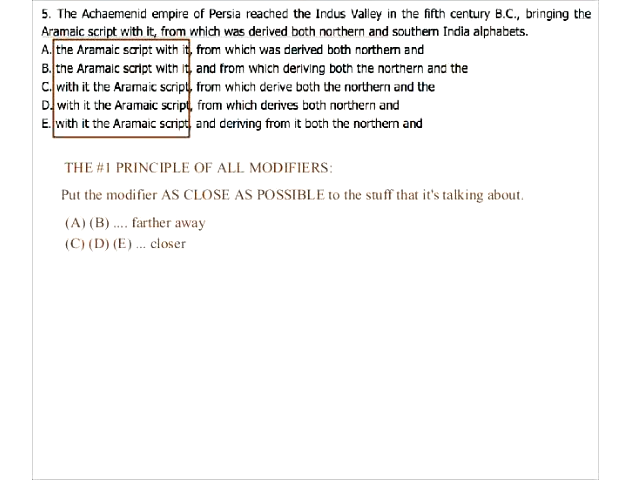 5. The Achaemenid empire of Persia reached the Indus Valley in the fifth century B.C., bringing the
Aramaic script with it, from which was derived both northern and southern India alphabets.
A. the Aramaic script with it, from which was derived both northern and
B. the Aramaic script with it, and from which deriving both the northern and the
C. with it the Aramaic script, from which derive both the northern and the
D. with it the Aramaic script, from which derives both northern and
E. with it the Aramaic script, and deriving from it both the northern and
THE #1 PRINCIPLE OF ALL MODIFIERS:
Put the modifier AS CLOSE AS POSSIBLE to the stuff that it's talking about.
(A) (B) .... farther away
(C) (D) (E) ... closer